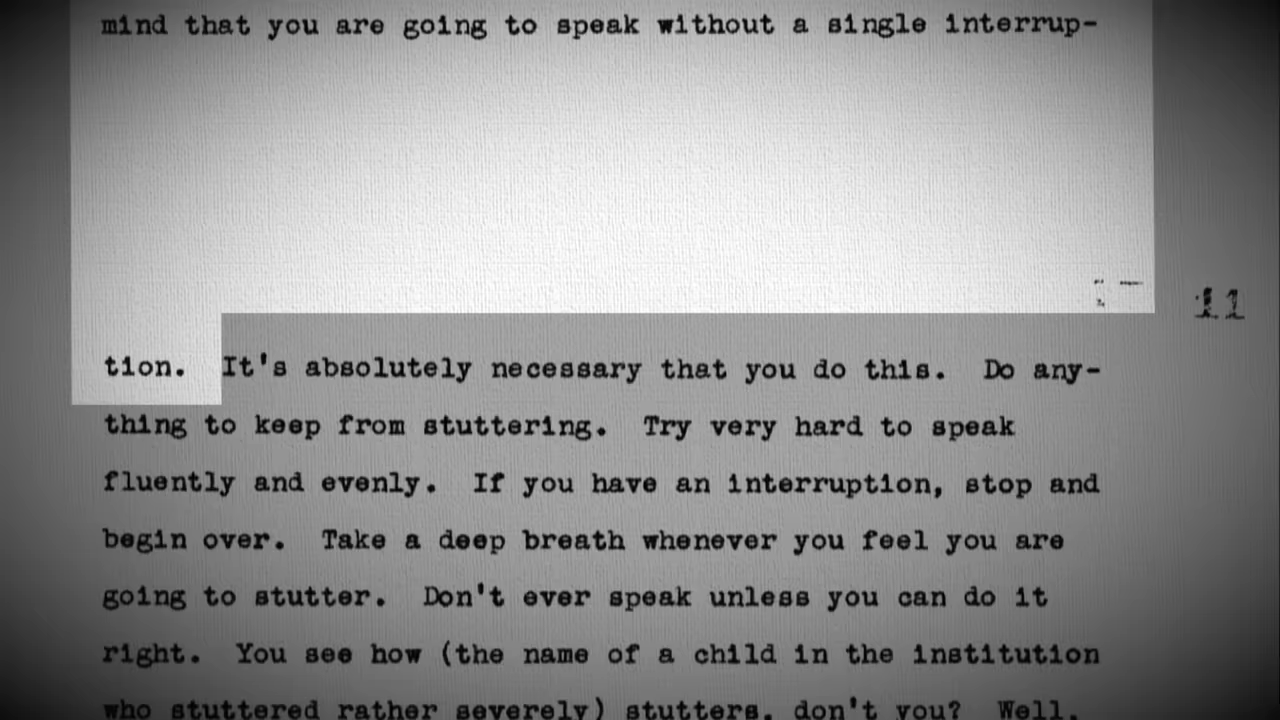 mind that you are going to speak without a single interrup-
11
tion. It's absolutely necessary that you do this. Do any-
thing to keep from stuttering. Try very hard to speak
fluently and evenly. If you have an interruption, stop and
begin over. Take a deep breath whenever you feel you are
going to stutter. Don't ever speak unless you can do it
right. You see how (the name of a child in the institution
who stuttered rather severely) stutters, don't you? Well,